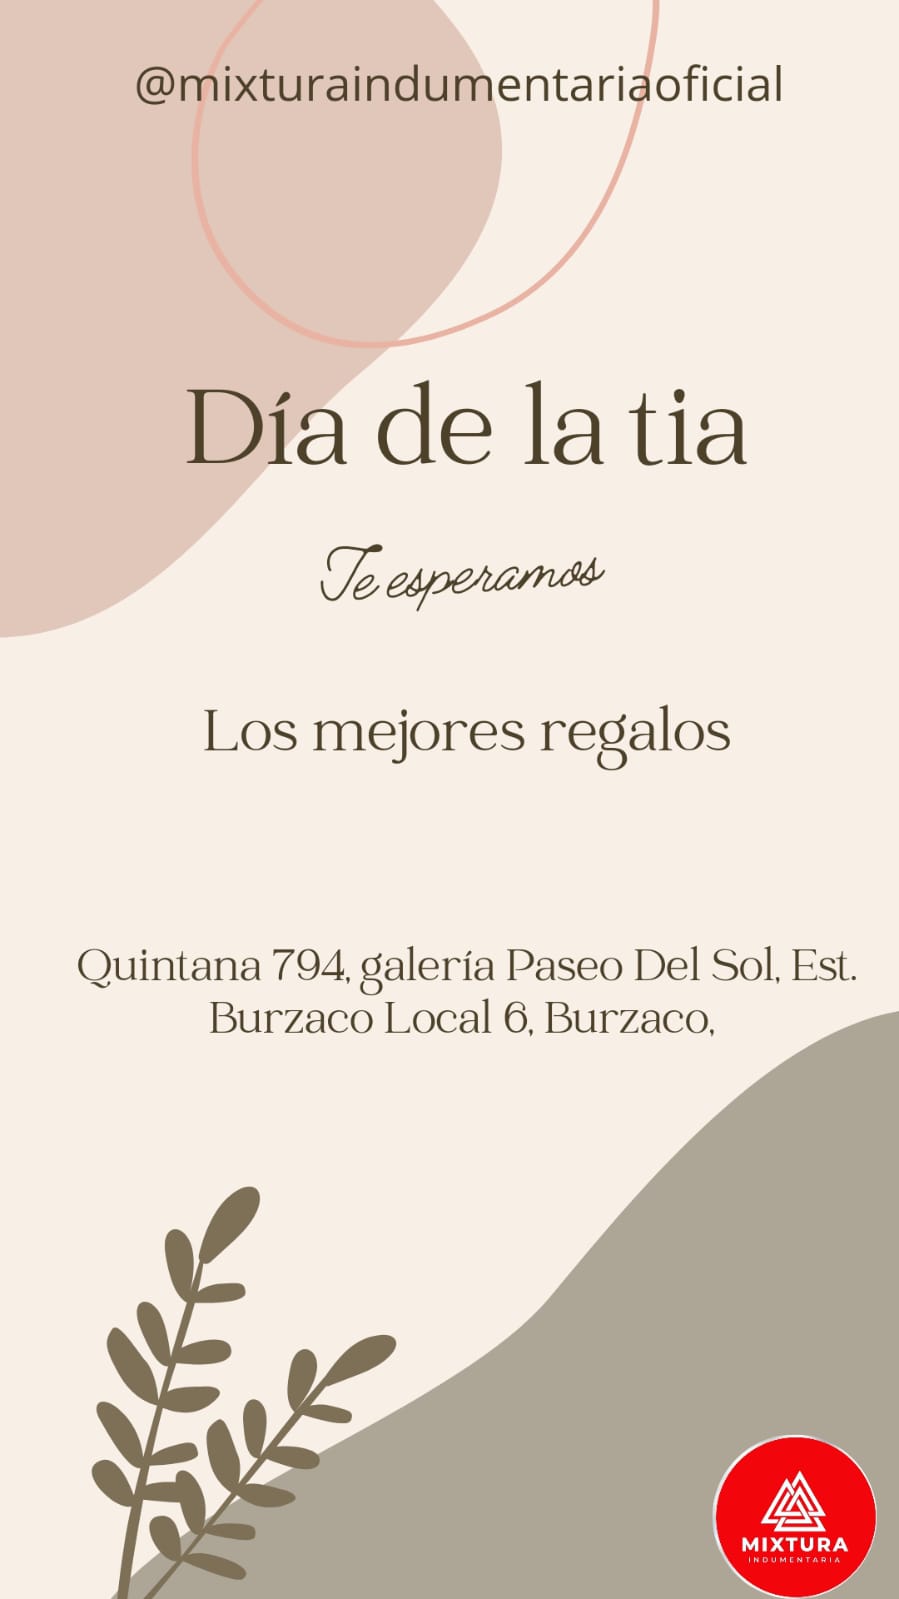 @mixturaindumentariaoficial
Día de la tia
Te esperamos
Los mejores regalos
Quintana 794, galería Paseo Del Sol, Est.
Burzaco Local 6, Burzaco,
MIXTURA
INDUMENTARIA